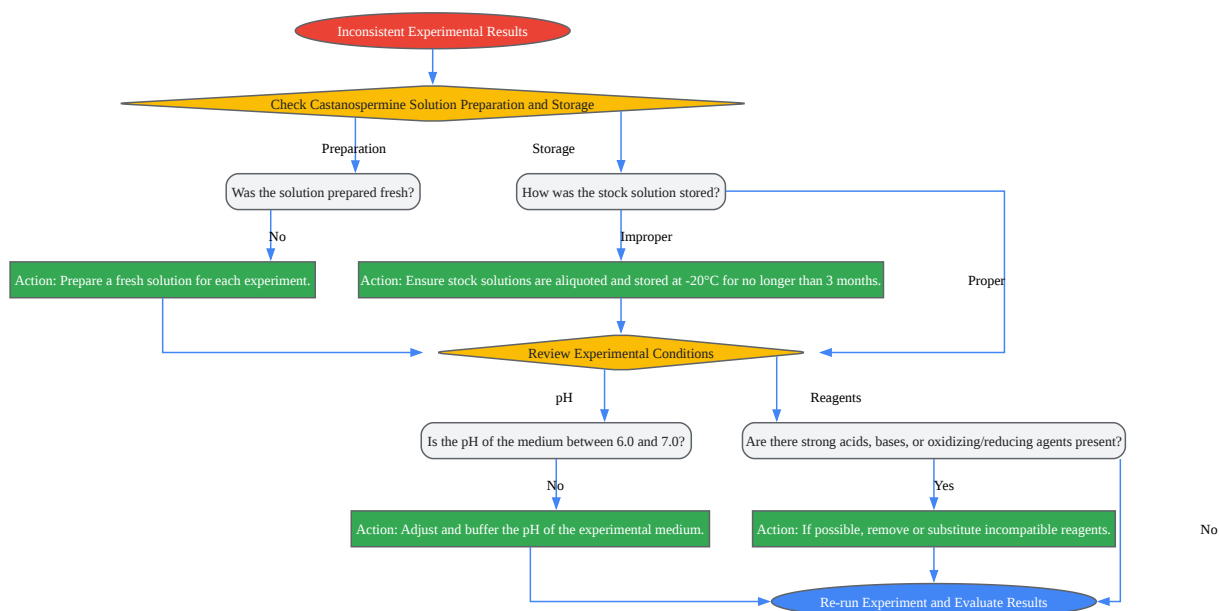 Inconsistent Experimental Results
Check Castanospermine Solution Preparation and Storage
Preparation
Storage
Was the solution prepared fresh?
How was the stock solution stored?
No
Improper
Action: Prepare a fresh solution for each experiment.
Action: Ensure stock solutions are aliquoted and stored at -20°C for no longer than 3 months.
Proper
Review Experimental Conditions
pH
Reagents
Is the pH of the medium between 6.0 and 7.0?
Are there strong acids, bases, or oxidizing/reducing agents present?
No
Yes
Action: Adjust and buffer the pH of the experimental medium.
Action: If possible, remove or substitute incompatible reagents.
No
Re-run Experiment and Evaluate Results